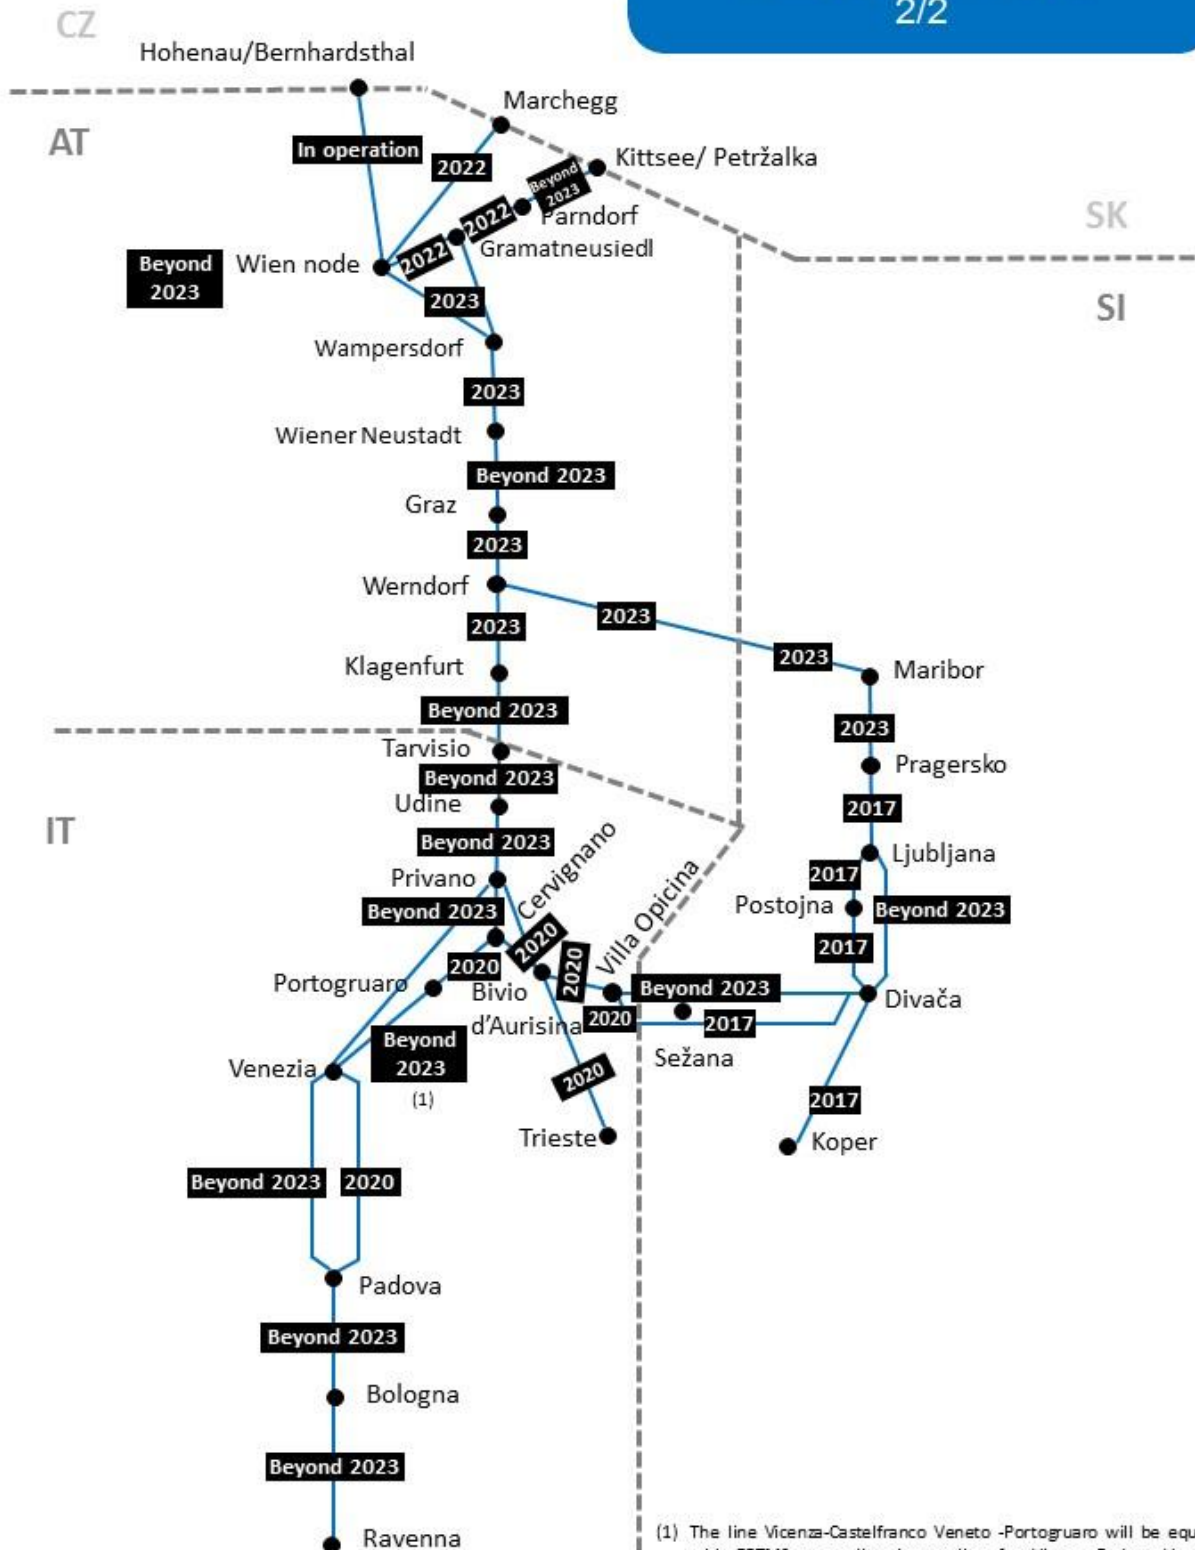 2/2
CZ
Hohenau/Bernhardsthal
Marchegg
AT
In operation
2022
Kittsee/ Petržalka
Beyond
2023
Parndorf
2022
SK
Gramatneusiedl
2022
Wien node
Beyond
2023
2023
SI
Wampersdorf
2023
Wiener Neustadt
Beyond 2023
Graz
2023
Werndorf
2023
2023
2023
Klagenfurt
Maribor
Beyond 2023
2023
Tarvisio
Pragersko
Beyond 2023
Udine
2017
IT
Beyond 2023
Cervignano
Ljubljana
Privano
2017
Villa Opicina
Postojna
Beyond 2023
Beyond 2023
2020
2017
2020
2020
Portogruaro
Bivio
d'Aurisina
Beyond 2023
Divača
2020
2017
Beyond
2023
(1)
Sežana
Venezia
2020
2017
Trieste
Koper
Beyond 2023
2020
Padova
Beyond 2023
Bologna
Beyond 2023
Ravenna
(1) The line Vicenza-Castelfranco Veneto -Portogruaro will be equ